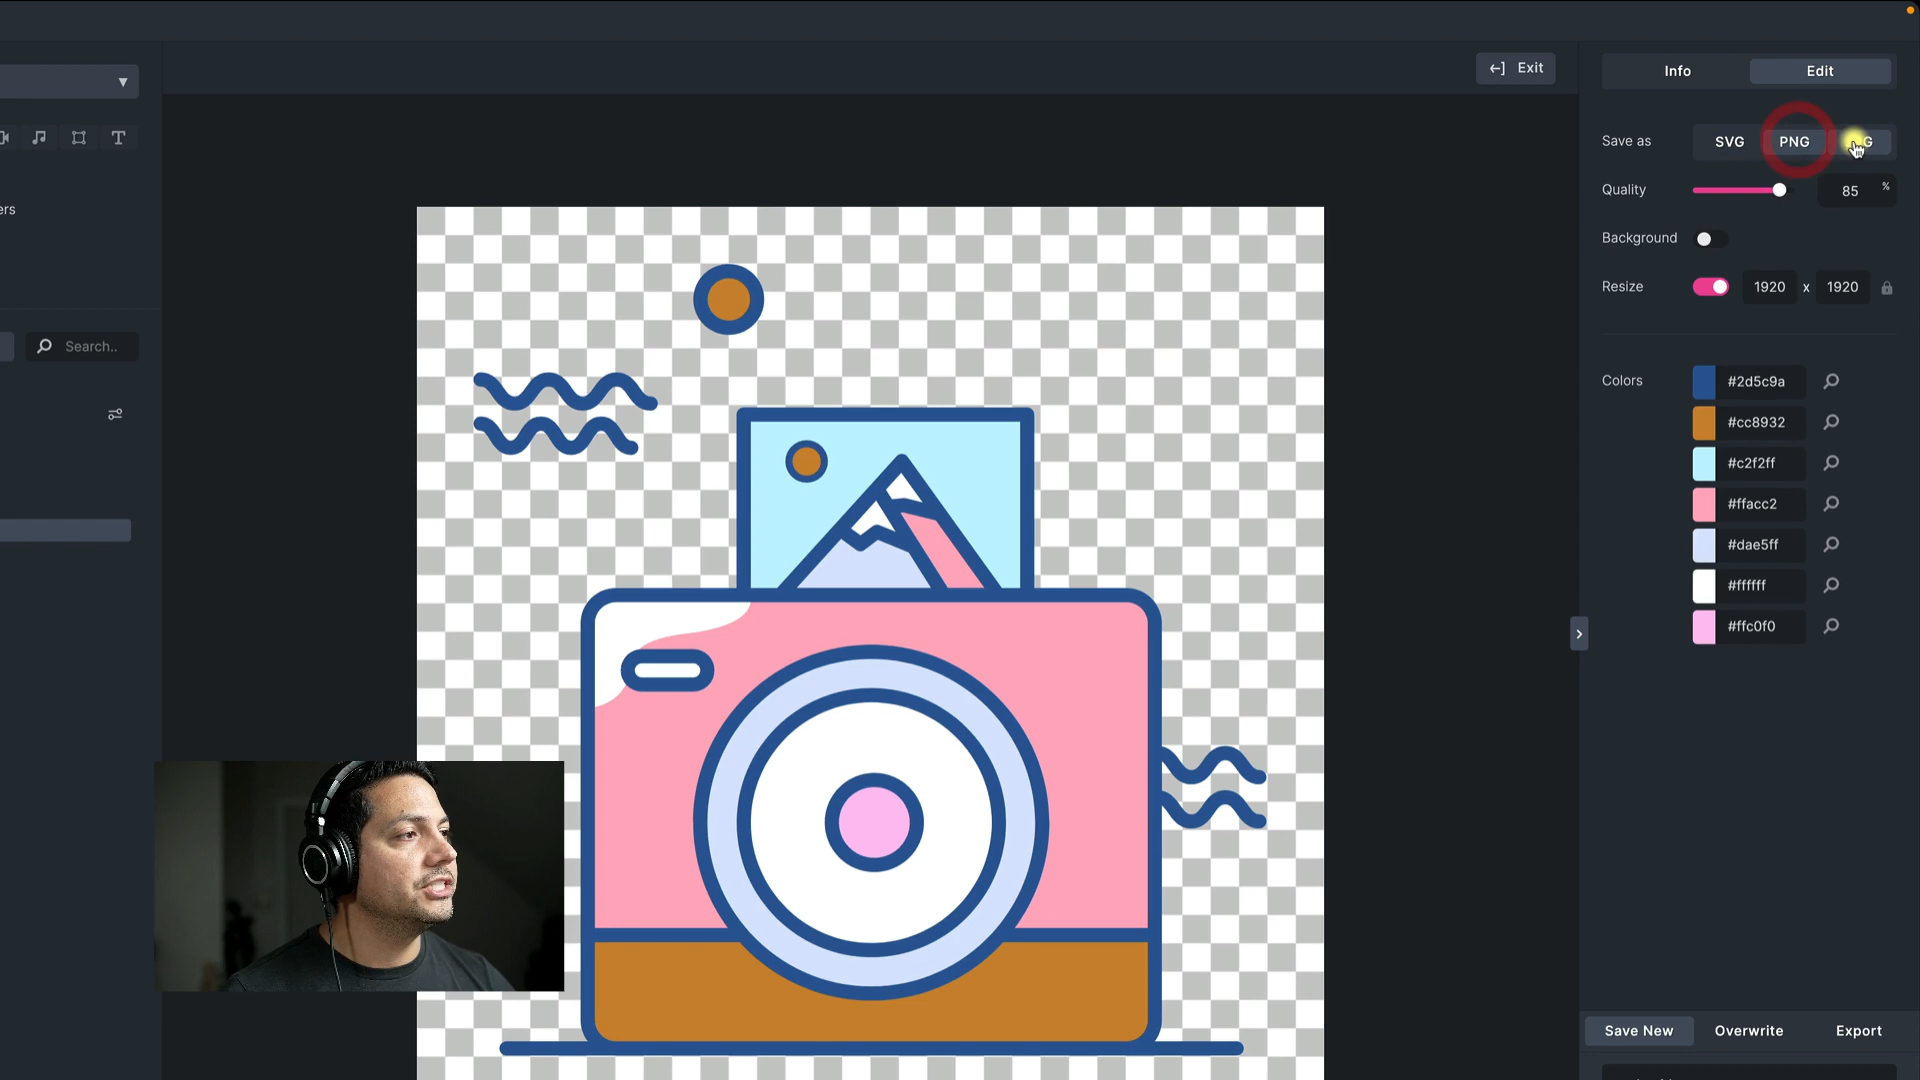 Exit
Info
Edit
Save as
SVG
PNG
Quality
85 %
Background
Resize
1920 x 1920
ers
Search..
Colors
#2d5c9a
#cc8932
#c2f2ff
#ffacc2
#dae5ff
#ffffff
#ffc0f0
Save New
Overwrite
Export